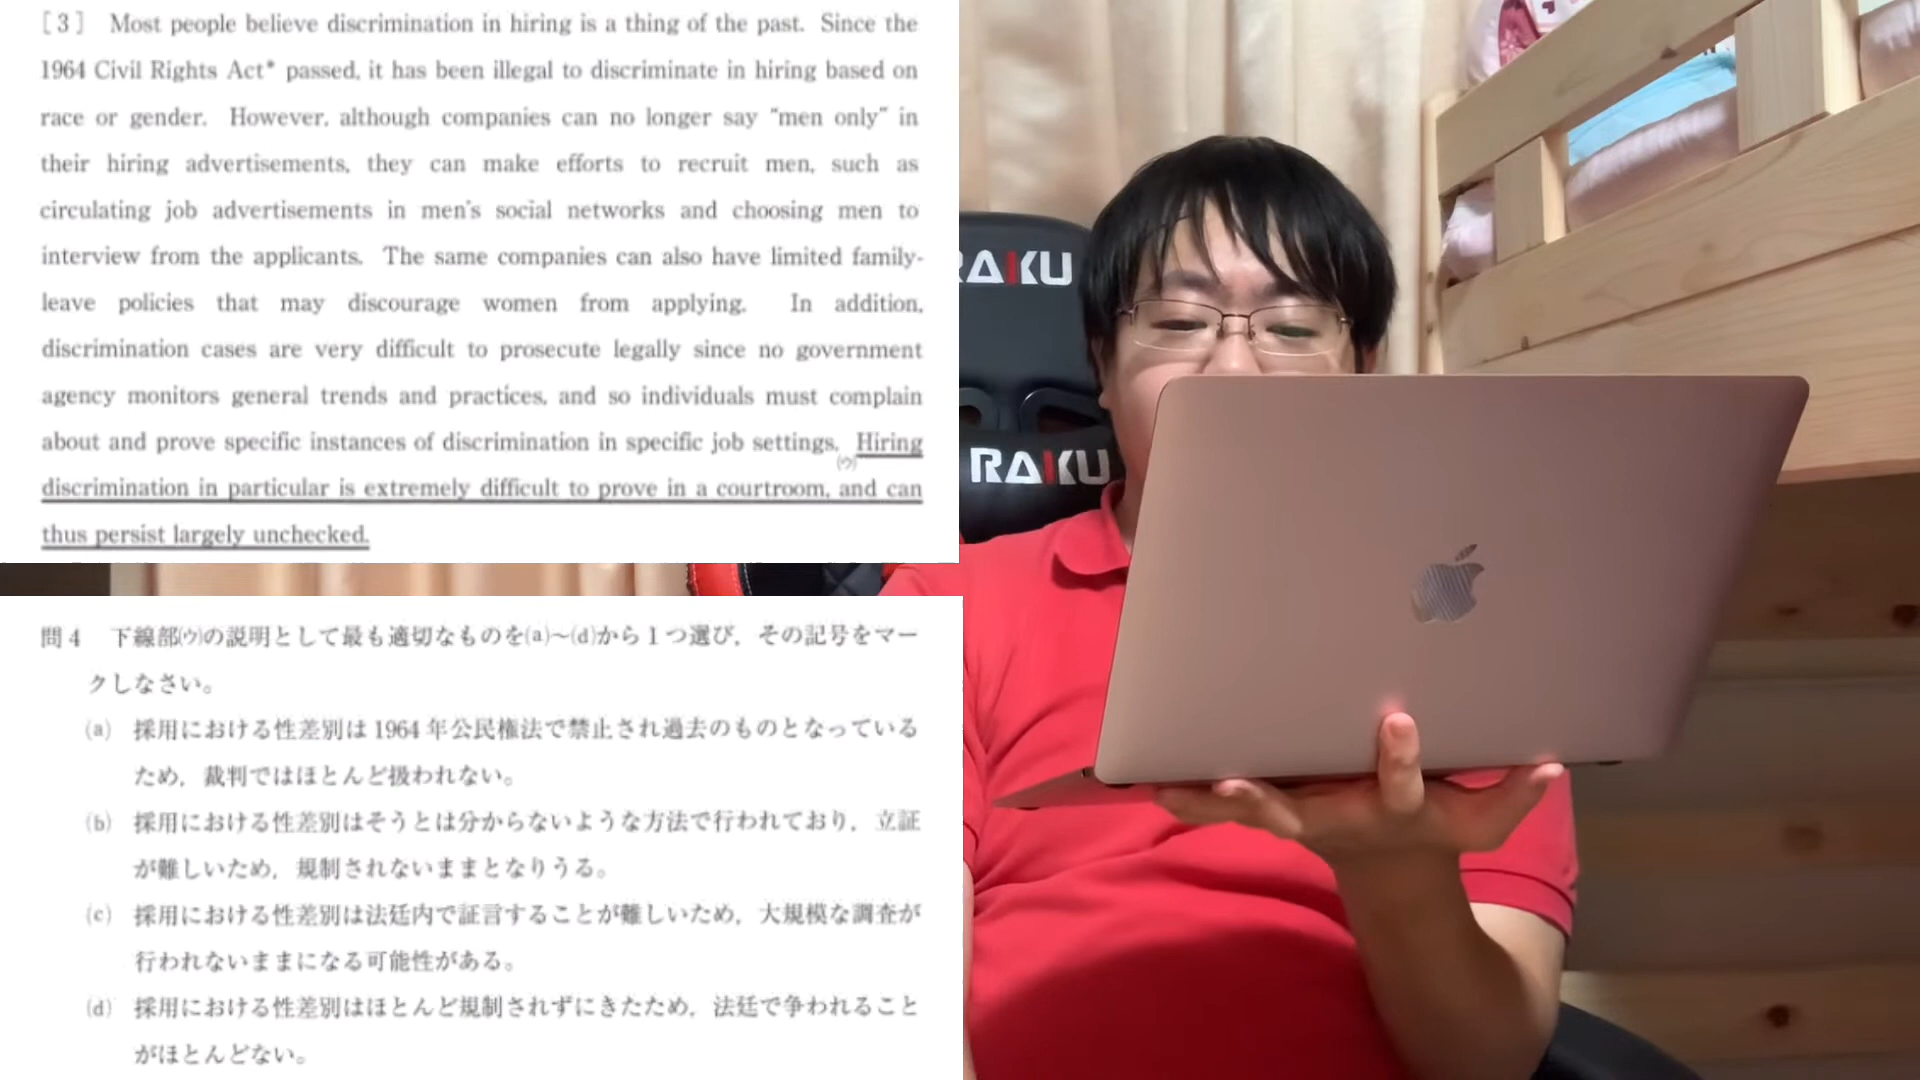 [3] Most people believe discrimination in hiring is a thing of the past. Since the
1964 Civil Rights Act* passed, it has been illegal to discriminate in hiring based on
race or gender. However, although companies can no longer say “men only” in
their hiring advertisements, they can make efforts to recruit men, such as
circulating job advertisements in men's social networks and choosing men to
interview from the applicants. The same companies can also have limited family-
leave policies that may discourage women from applying. In addition,
discrimination cases are very difficult to prosecute legally since no government
agency monitors general trends and practices, and so individuals must complain
about and prove specific instances of discrimination in specific job settings. Hiring
(ウ)
discrimination in particular is extremely difficult to prove in a courtroom, and can
thus persist largely unchecked.
問4 下線部(ウ)の説明として最も適切なものを(a)~(d)から1つ選び,その記号をマー
クしなさい。
(a) 採用における性差別は1964年公民権法で禁止され過去のものとなっている
ため,裁判ではほとんど扱われない。
(b) 採用における性差別はそうとは分からないような方法で行われており,立証
が難しいため,規制されないままとなりうる。
(c) 採用における性差別は法廷内で証言することが難しいため,大規模な調査が
行われないままになる可能性がある。
(d) 採用における性差別はほとんど規制されずにきたため,法廷で争われること
がほとんどない。
RAKU
RAKU